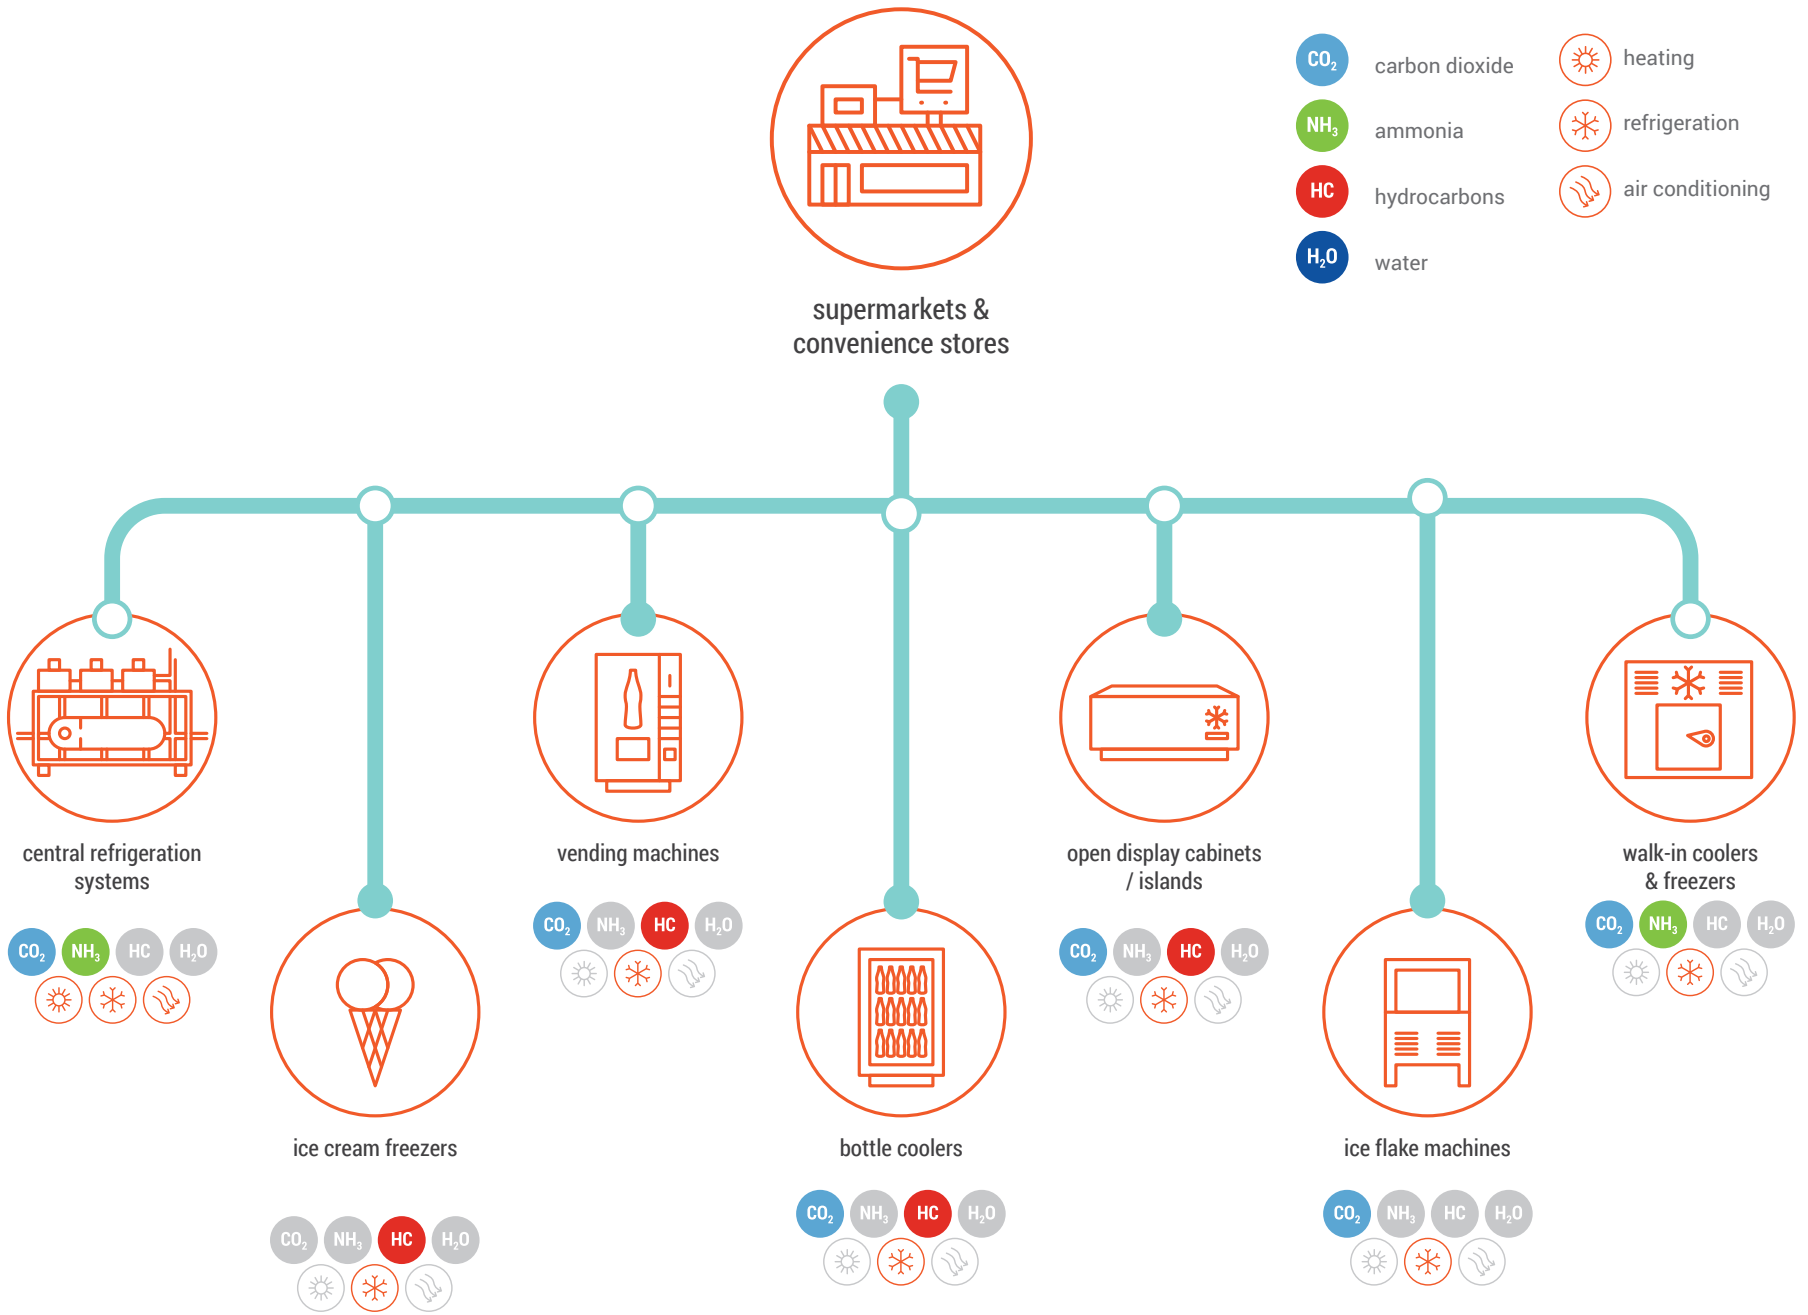 supermarkets &
convenience stores
CO₂ carbon dioxide
NH₃ ammonia
HC hydrocarbons
H₂O water
heating
refrigeration
air conditioning
central refrigeration
systems
CO₂ NH₃ HC H₂O
ice cream freezers
CO₂ NH₃ HC H₂O
vending machines
CO₂ NH₃ HC H₂O
bottle coolers
CO₂ NH₃ HC H₂O
open display cabinets
/ islands
CO₂ NH₃ HC H₂O
ice flake machines
CO₂ NH₃ HC H₂O
walk-in coolers
& freezers
CO₂ NH₃ HC H₂O